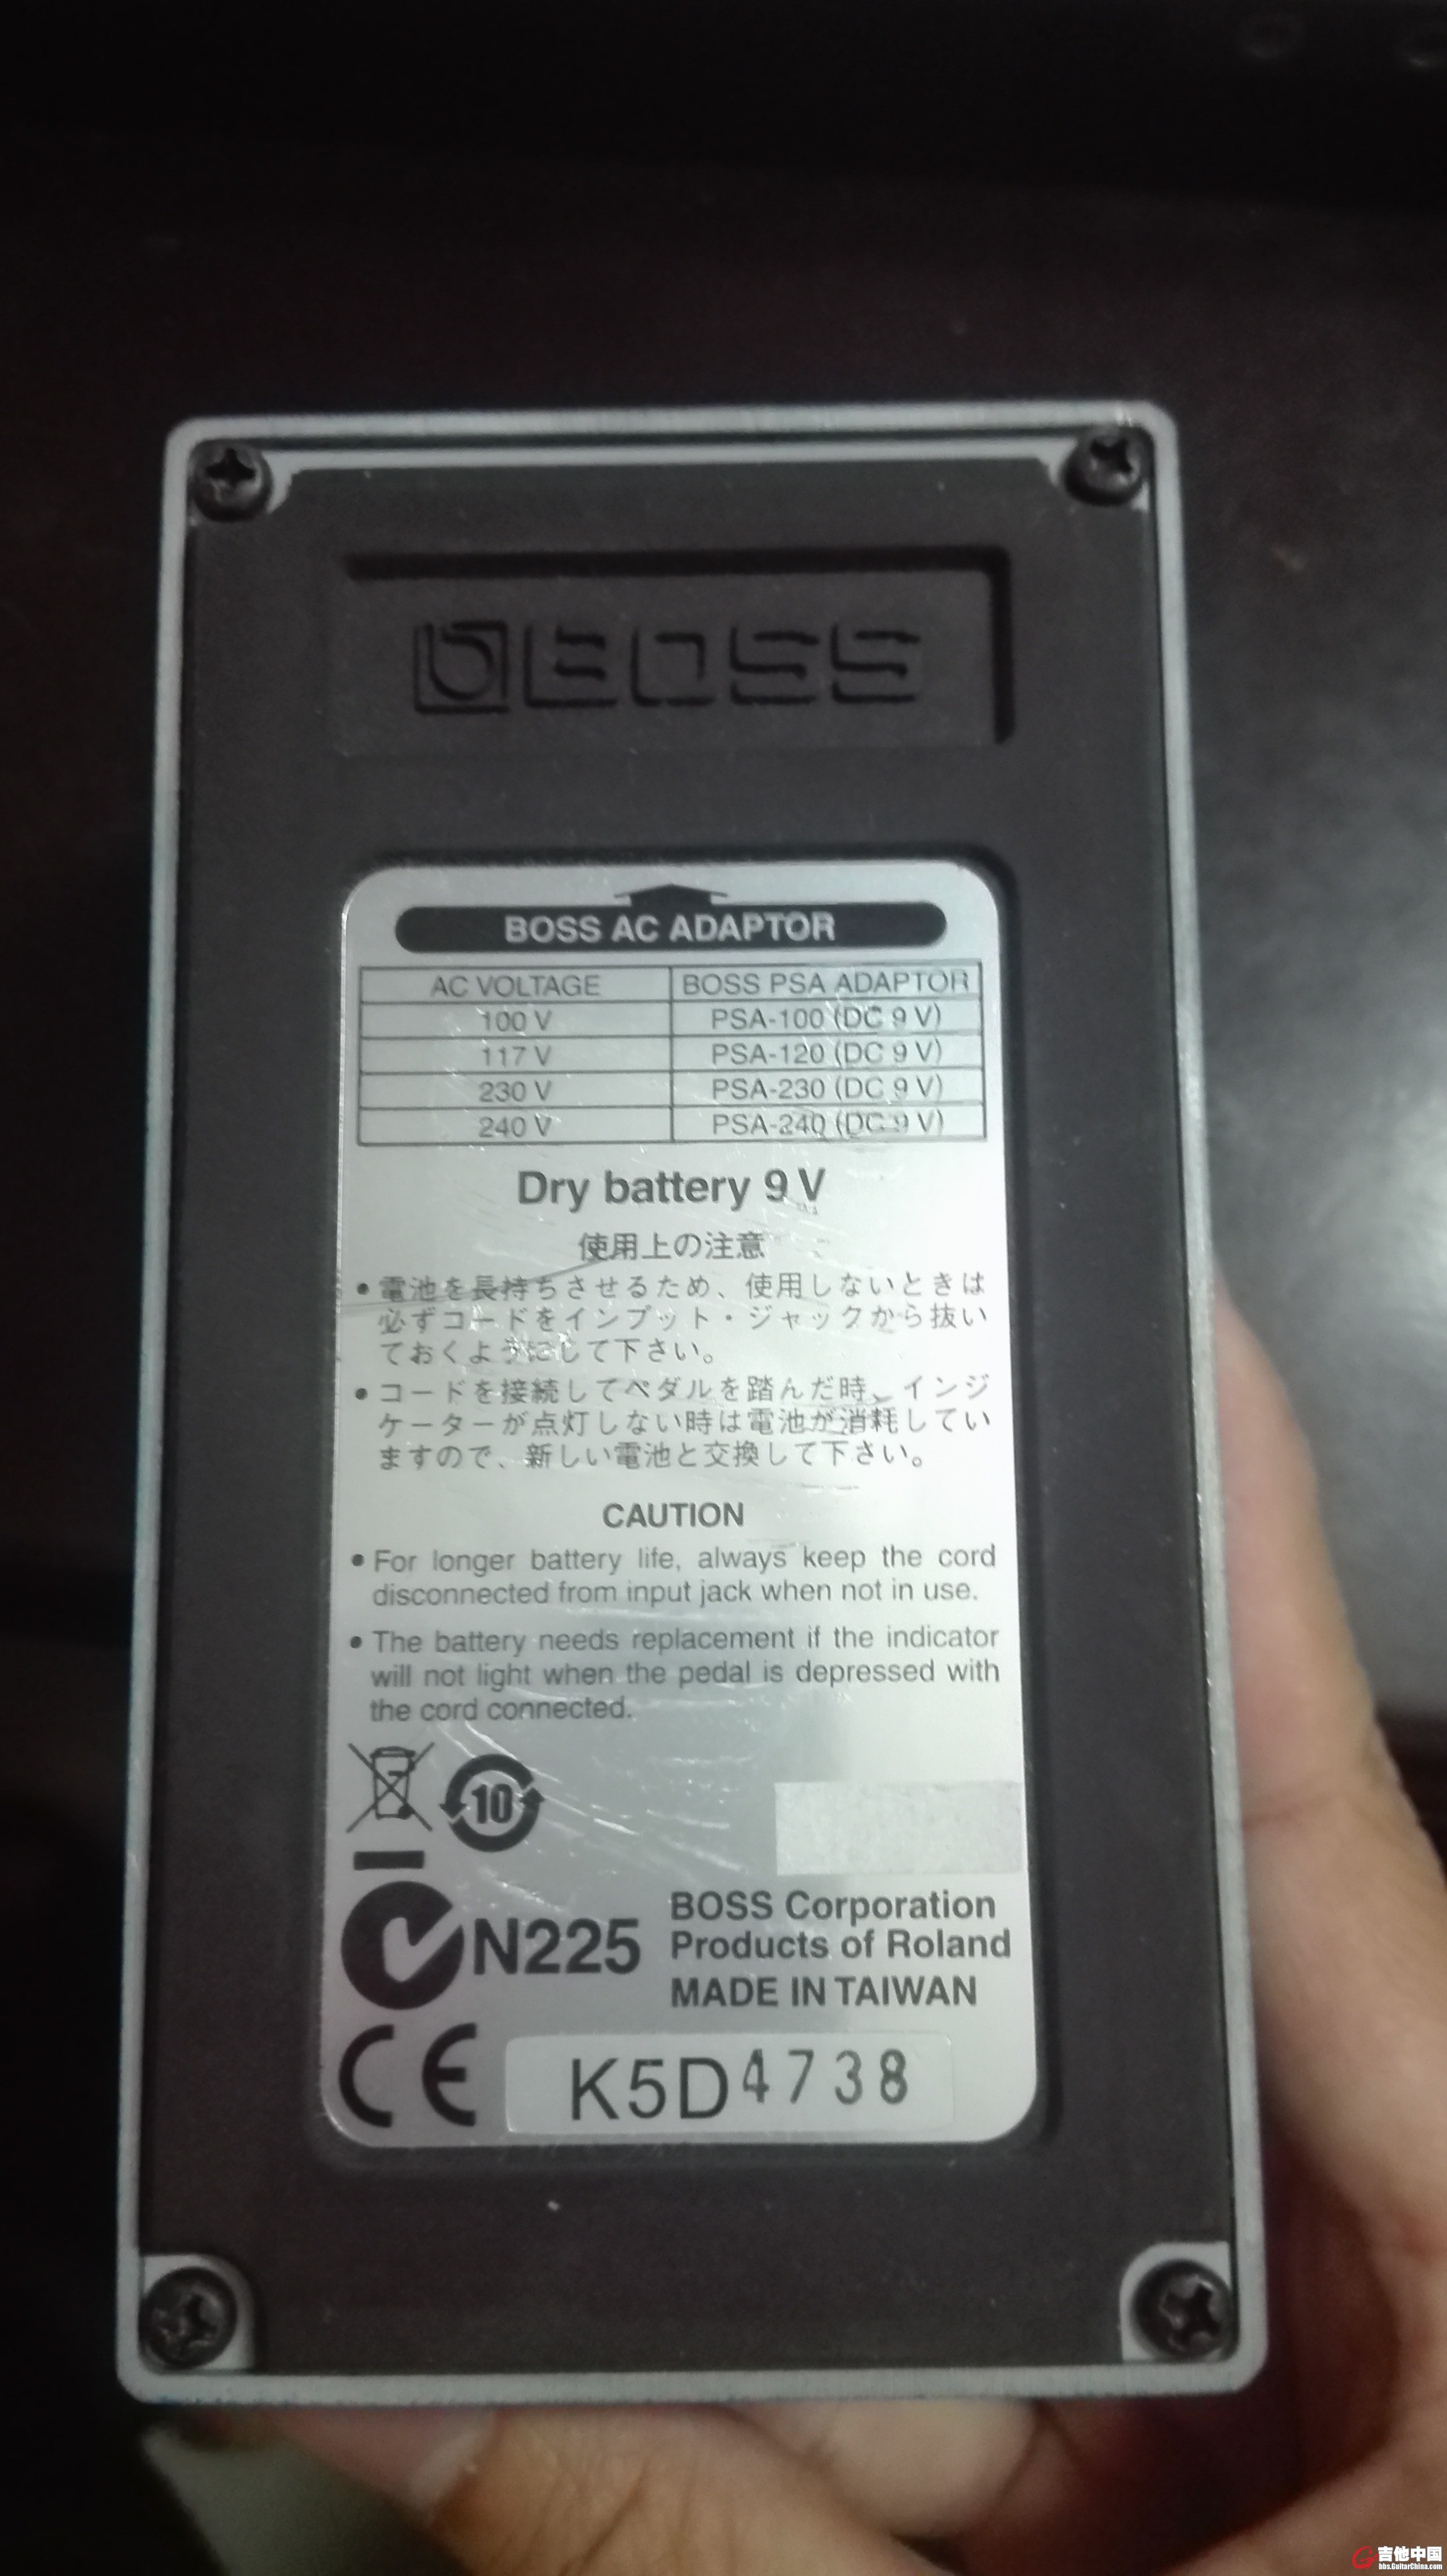 BOSS
BOSS AC ADAPTOR
AC VOLTAGE BOSS PSA ADAPTOR
100 V PSA-100 (DC 9 V)
117 V PSA-120 (DC 9 V)
230 V PSA-230 (DC 9 V)
240 V PSA-240 (DC 9 V)
Dry battery 9 V
使用上の注意
● 電池を長持ちさせるため、使用しないときは
必ずコードをインプット・ジャックから抜い
ておくようにして下さい。
● コードを接続してペダルを踏んだ時、インジ
ケーターが点灯しない時は電池が消耗してい
ますので、新しい電池と交換して下さい。
CAUTION
● For longer battery life, always keep the cord
disconnected from input jack when not in use.
● The battery needs replacement if the indicator
will not light when the pedal is depressed with
the cord connected.
10
N225
BOSS Corporation
Products of Roland
MADE IN TAIWAN
CE
K5D4738
吉他中国
bbs.GuitarChina.com